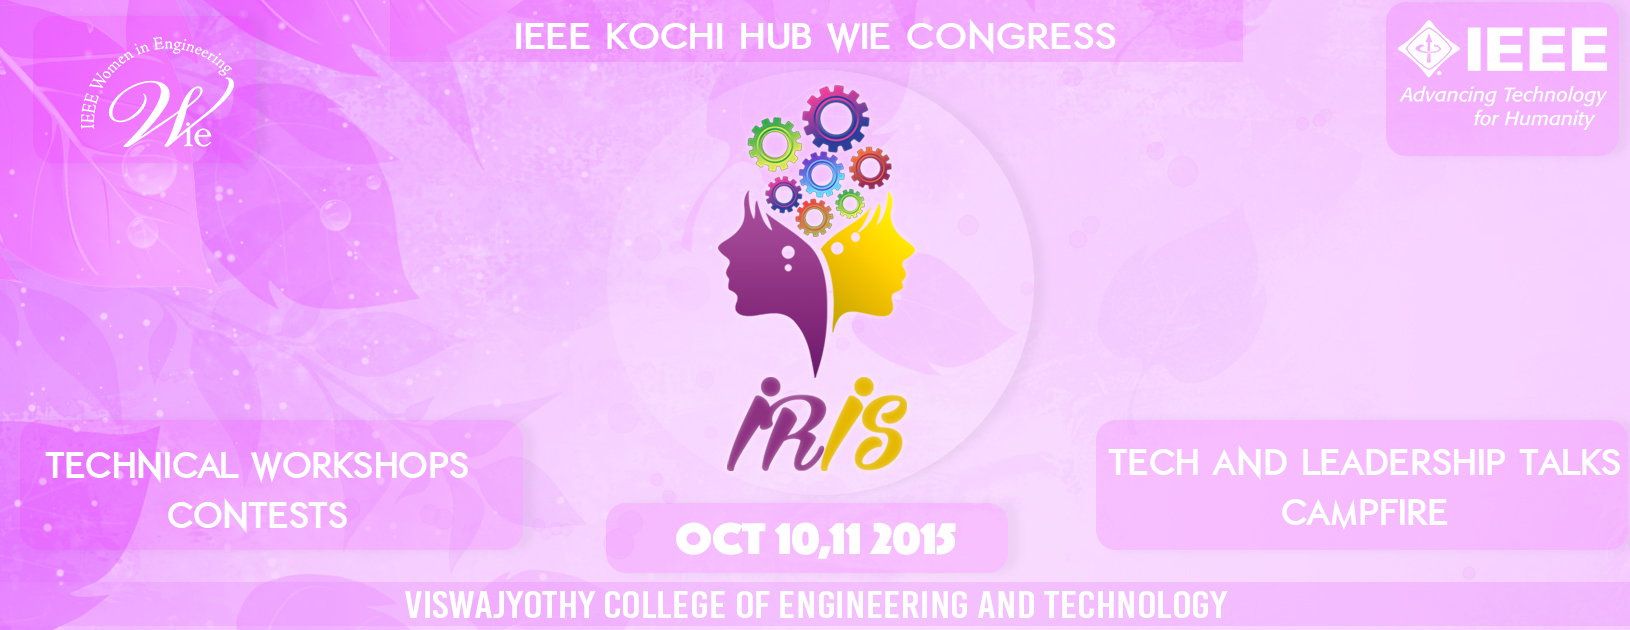 IEEE KOCHI HUB WIE CONGRESS
IEEE Women in Engineering
Wie
IEEE
Advancing Technology
for Humanity
iRiS
TECHNICAL WORKSHOPS
CONTESTS
TECH AND LEADERSHIP TALKS
CAMPFIRE
OCT 10,11 2015
VISWAJYOTHY COLLEGE OF ENGINEERING AND TECHNOLOGY